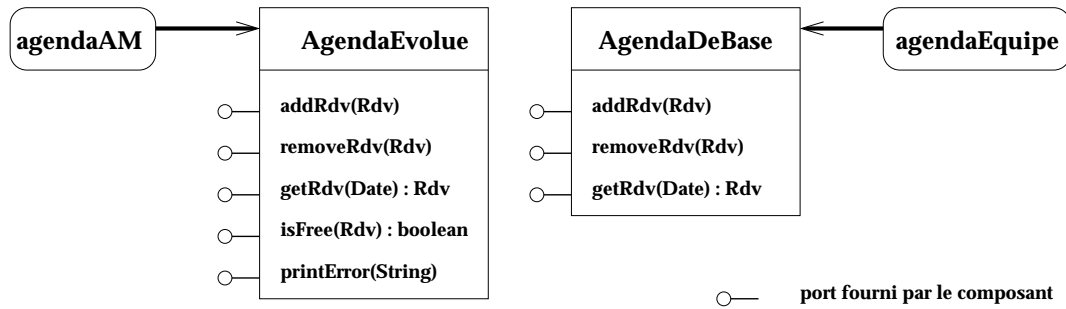 agendaAM
AgendaEvolue
addRdv(Rdv)
removeRdv(Rdv)
getRdv(Date) : Rdv
isFree(Rdv) : boolean
printError(String)
AgendaDeBase
addRdv(Rdv)
removeRdv(Rdv)
getRdv(Date) : Rdv
agendaEquipe
port fourni par le composant